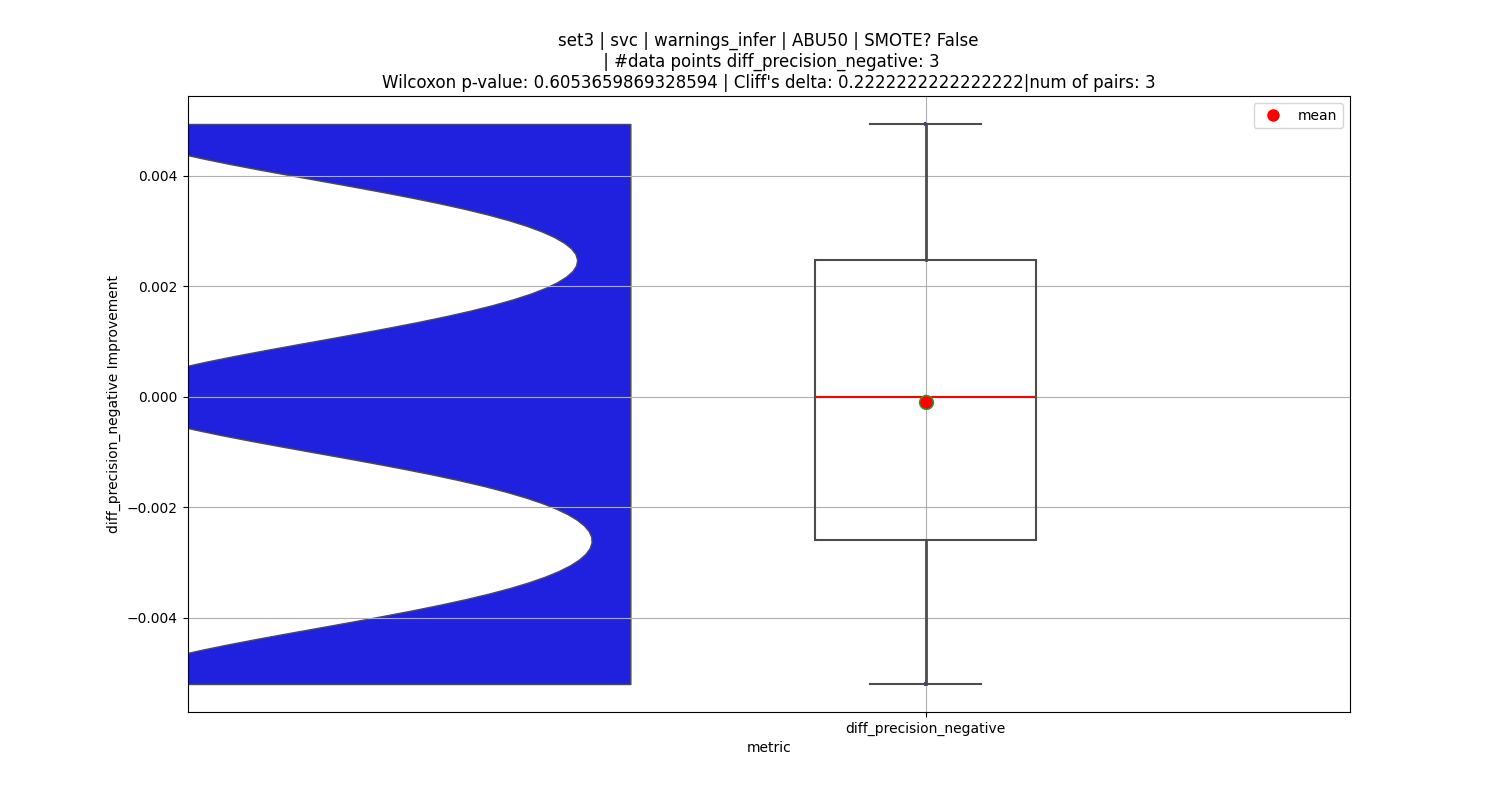 set3 | svc | warnings_infer | ABU50 | SMOTE? False
| #data points diff_precision_negative: 3
Wilcoxon p-value: 0.6053659869328594 | Cliff's delta: 0.2222222222222222|num of pairs: 3
mean
0.004
0.002
0.000
−0.002
−0.004
diff_precision_negative Improvement
diff_precision_negative
metric